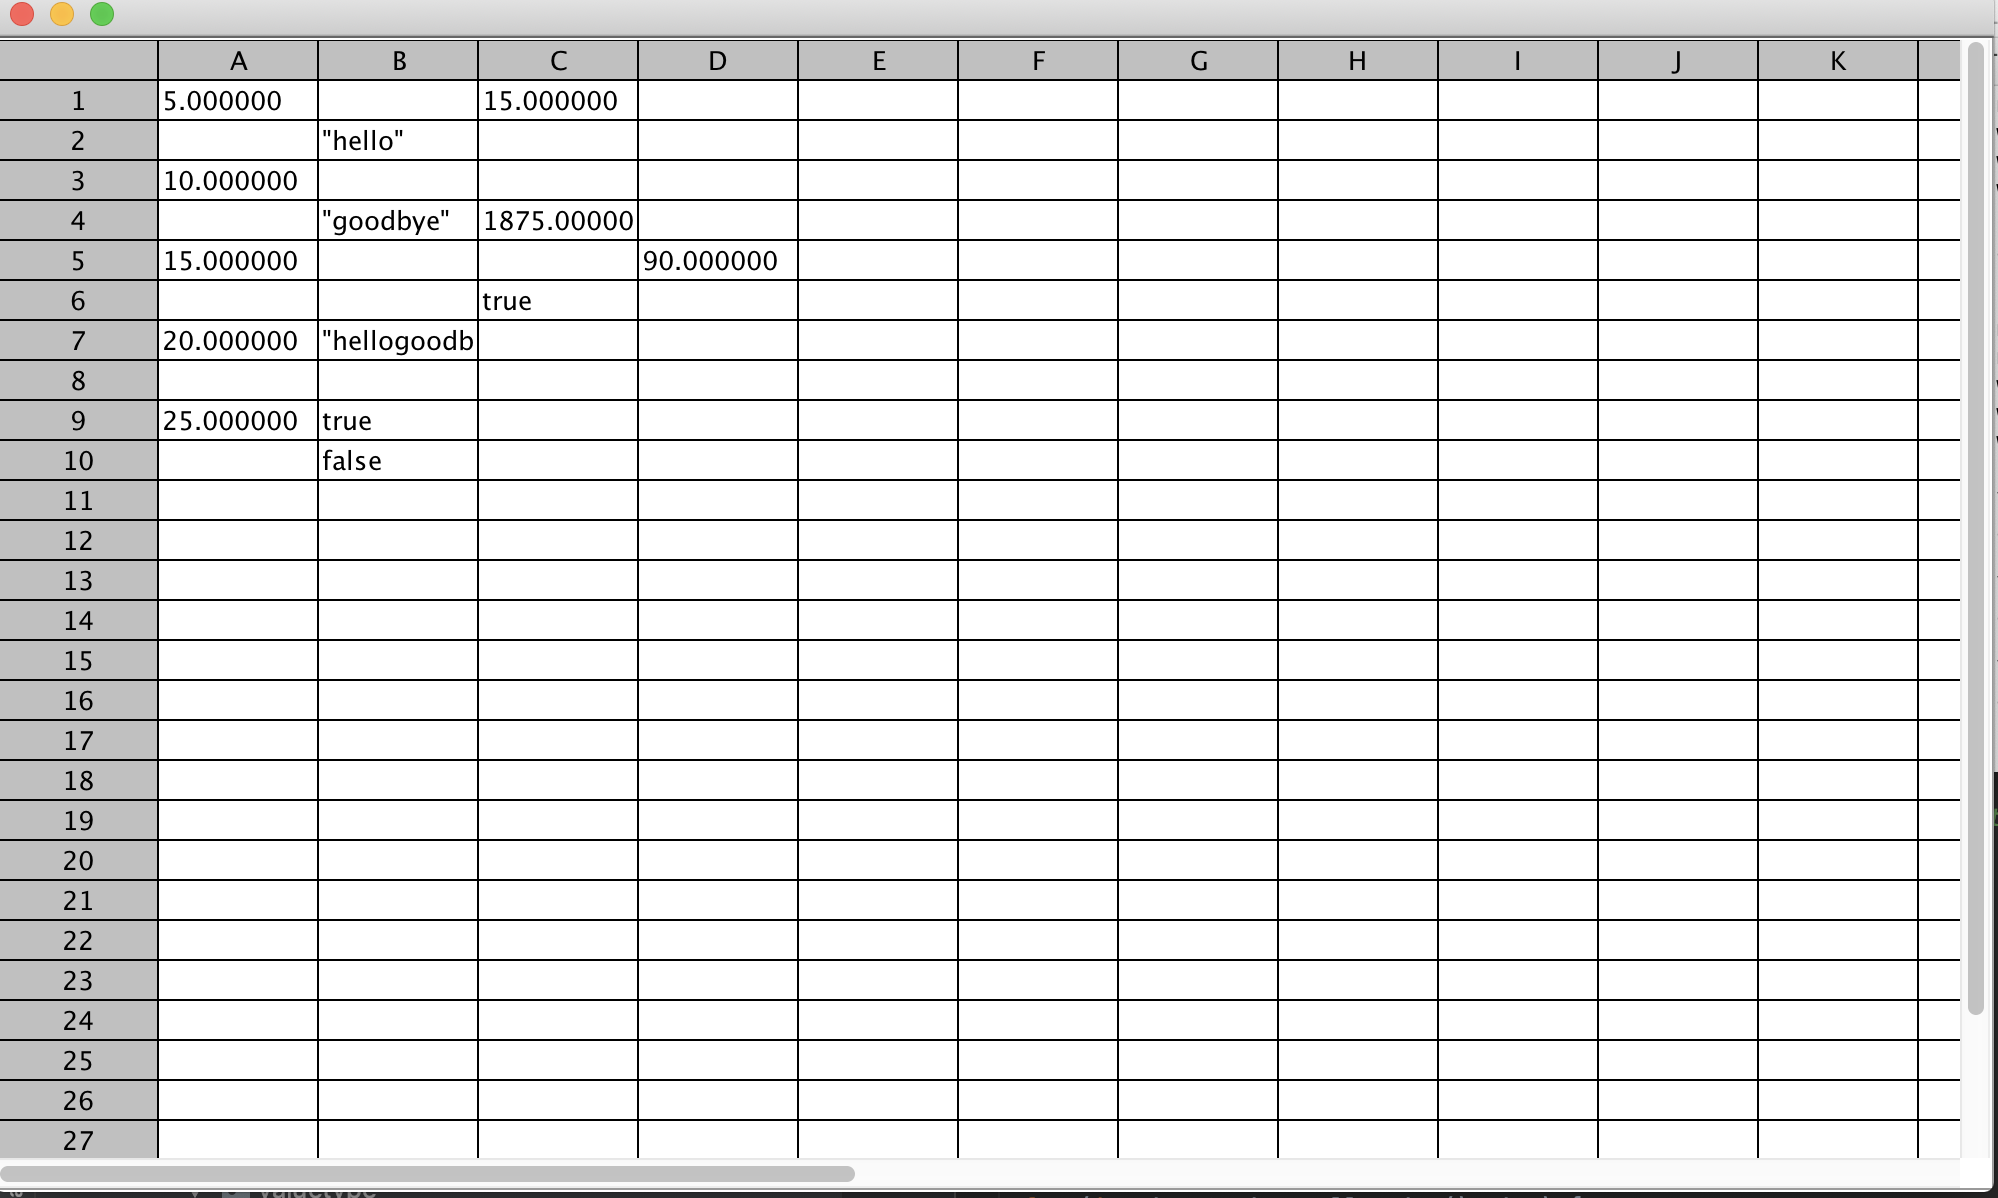 A B C D E F G H I J K
1 5.000000 15.000000
2 "hello"
3 10.000000
4 "goodbye" 1875.00000
5 15.000000 90.000000
6 true
7 20.000000 "hellogoodb
8
9 25.000000 true
10 false
11
12
13
14
15
16
17
18
19
20
21
22
23
24
25
26
27